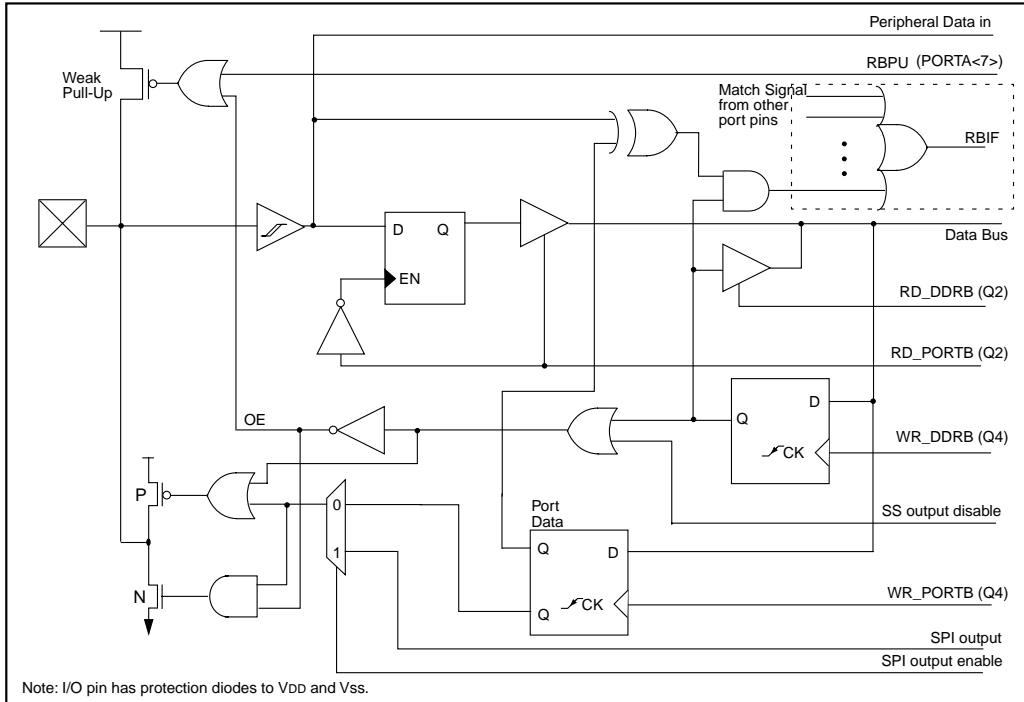 Peripheral Data in
RBPU (PORTA<7>)
Weak
Pull-Up
Match Signal
from other
port pins
RBIF
D
Q
EN
Data Bus
RD_DDRB (Q2)
RD_PORTB (Q2)
OE
D
Q
CK
WR_DDRB (Q4)
P
0
1
Port
Data
SS output disable
Q
D
N
CK
Q
WR_PORTB (Q4)
SPI output
SPI output enable
Note: I/O pin has protection diodes to VDD and Vss.